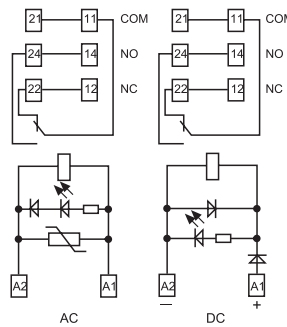 21 11 COM 21 11 COM
24 14 NO 24 14 NO
22 12 NC 22 12 NC
A2 A1 A2 A1
— +
AC DC